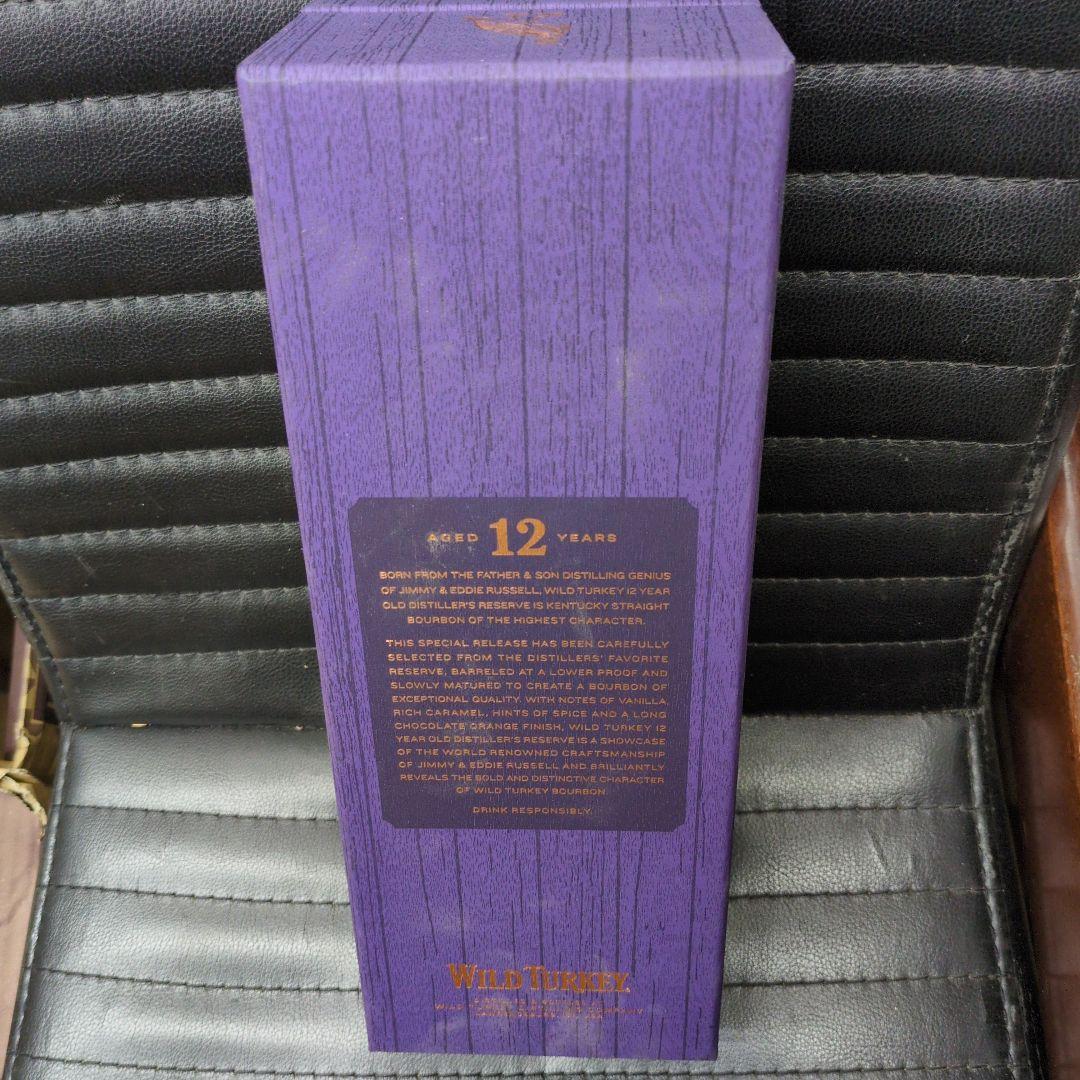 AGED 12 YEARS
BORN FROM THE FATHER & SON DISTILLING GENIUS
OF JIMMY & EDDIE RUSSELL, WILD TURKEY 12 YEAR
OLD DISTILLER'S RESERVE IS KENTUCKY STRAIGHT
BOURBON OF THE HIGHEST CHARACTER.
THIS SPECIAL RELEASE HAS BEEN CAREFULLY
SELECTED FROM THE DISTILLERS' FAVORITE
RESERVE, BARRELED AT A LOWER PROOF AND
SLOWLY MATURED TO CREATE A BOURBON OF
EXCEPTIONAL QUALITY. WITH NOTES OF VANILLA,
RICH CARAMEL, HINTS OF SPICE AND A LONG
CHOCOLATE ORANGE FINISH, WILD TURKEY 12
YEAR OLD DISTILLER'S RESERVE IS A SHOWCASE
OF THE WORLD RENOWNED CRAFTSMANSHIP
OF JIMMY & EDDIE RUSSELL AND BRILLIANTLY
REVEALS THE BOLD AND DISTINCTIVE CHARACTER
OF WILD TURKEY BOURBON.
DRINK RESPONSIBLY.
WILD TURKEY
WILD TURKEY DISTILLING COMPANY